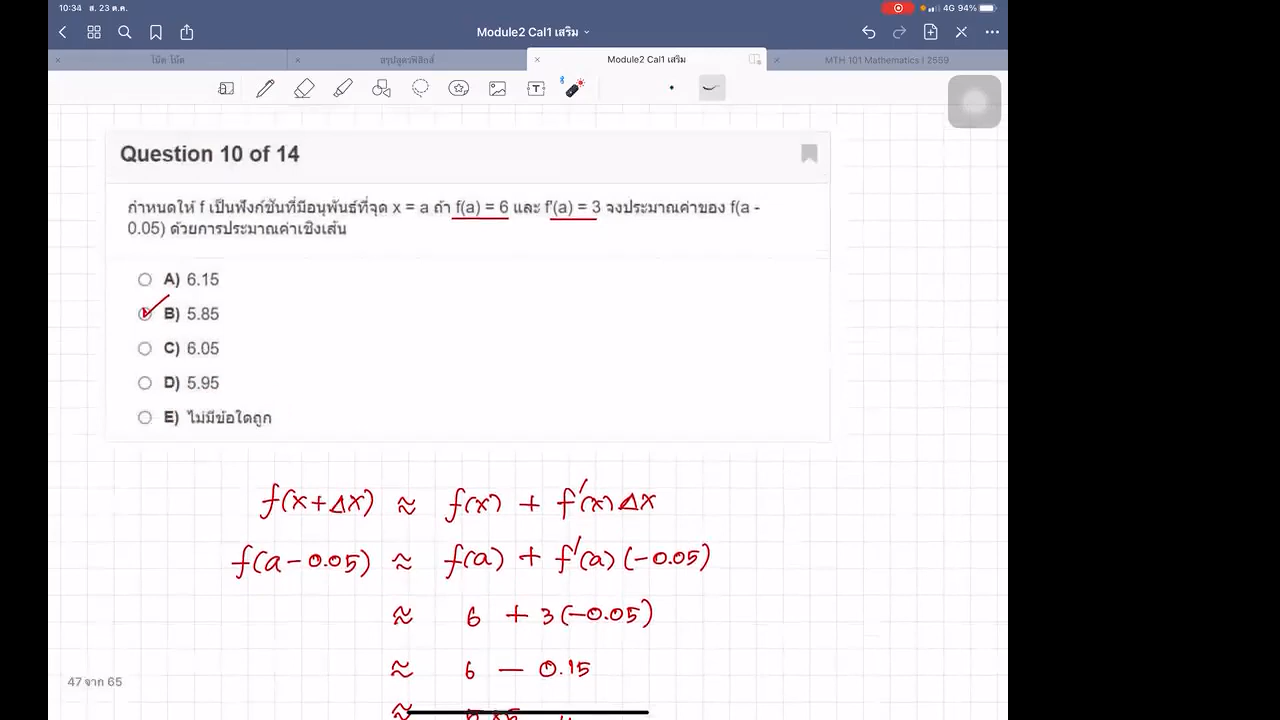 10:34 ส. 23 ต.ค.
4G 94%
Module2 Cal1 เสริม
โน๊ต โน้ต
สรุปสูตรฟิสิกส์
Module2 Cal1 เสริม
MTH 101 Mathematics I 2559
Question 10 of 14
กำหนดให้ f เป็นฟังก์ชันที่มีอนุพันธ์ที่จุด x = a ถ้า f(a) = 6 และ f'(a) = 3 จงประมาณค่าของ f(a -
0.05) ด้วยการประมาณค่าเชิงเส้น
A) 6.15
B) 5.85
C) 6.05
D) 5.95
E) ไม่มีข้อใดถูก
f(x+Δx) ≈ f(x) + f'(x)Δx
f(a-0.05) ≈ f(a) + f'(a)(-0.05)
≈ 6 + 3(-0.05)
≈ 6 - 0.15
≈
47 จาก 65